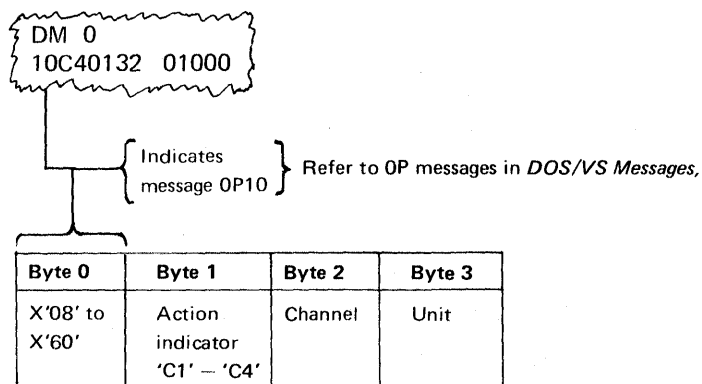 DM 0
10C40132 01000
Indicates
message 0P10
Refer to 0P messages in DOS/VS Messages,
Byte 0 Byte 1 Byte 2 Byte 3
X'08' to Action Channel Unit
X'60' indicator
'C1' – 'C4'